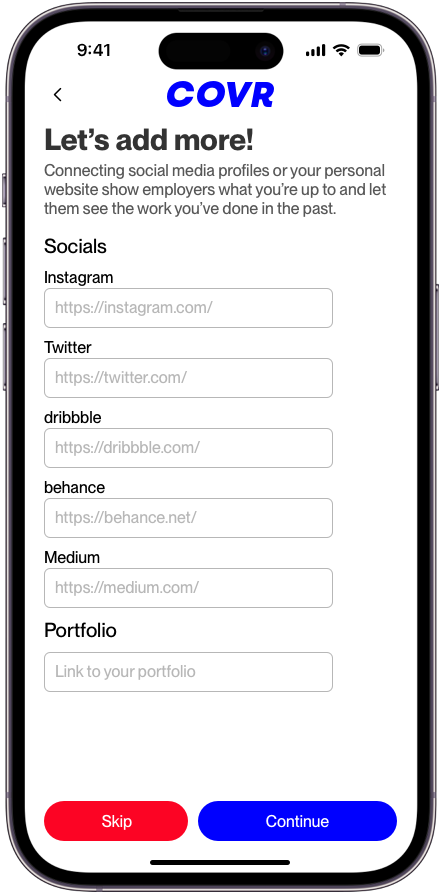 9:41
COVR
Let’s add more!
Connecting social media profiles or your personal
website show employers what you’re up to and let
them see the work you’ve done in the past.
Socials
Instagram
https://instagram.com/
Twitter
https://twitter.com/
dribbble
https://dribbble.com/
behance
https://behance.net/
Medium
https://medium.com/
Portfolio
Link to your portfolio
Skip
Continue